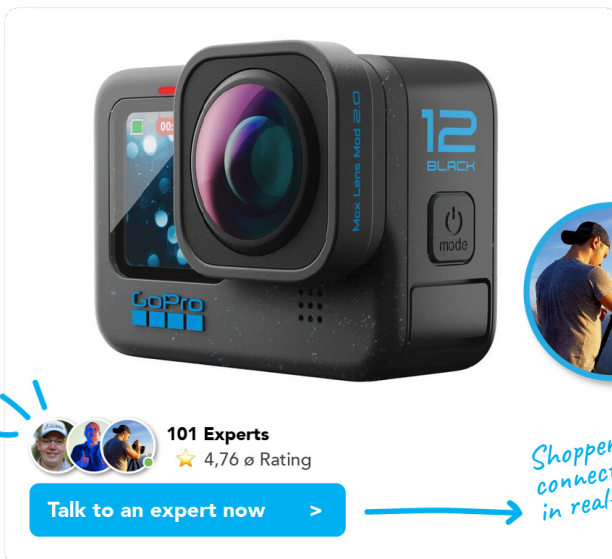 00:
Max Lens Mod 2.0
12
BLACK
mode
GoPro
101 Experts
4,76 ø Rating
Talk to an expert now >
Shopper
connect
in real-